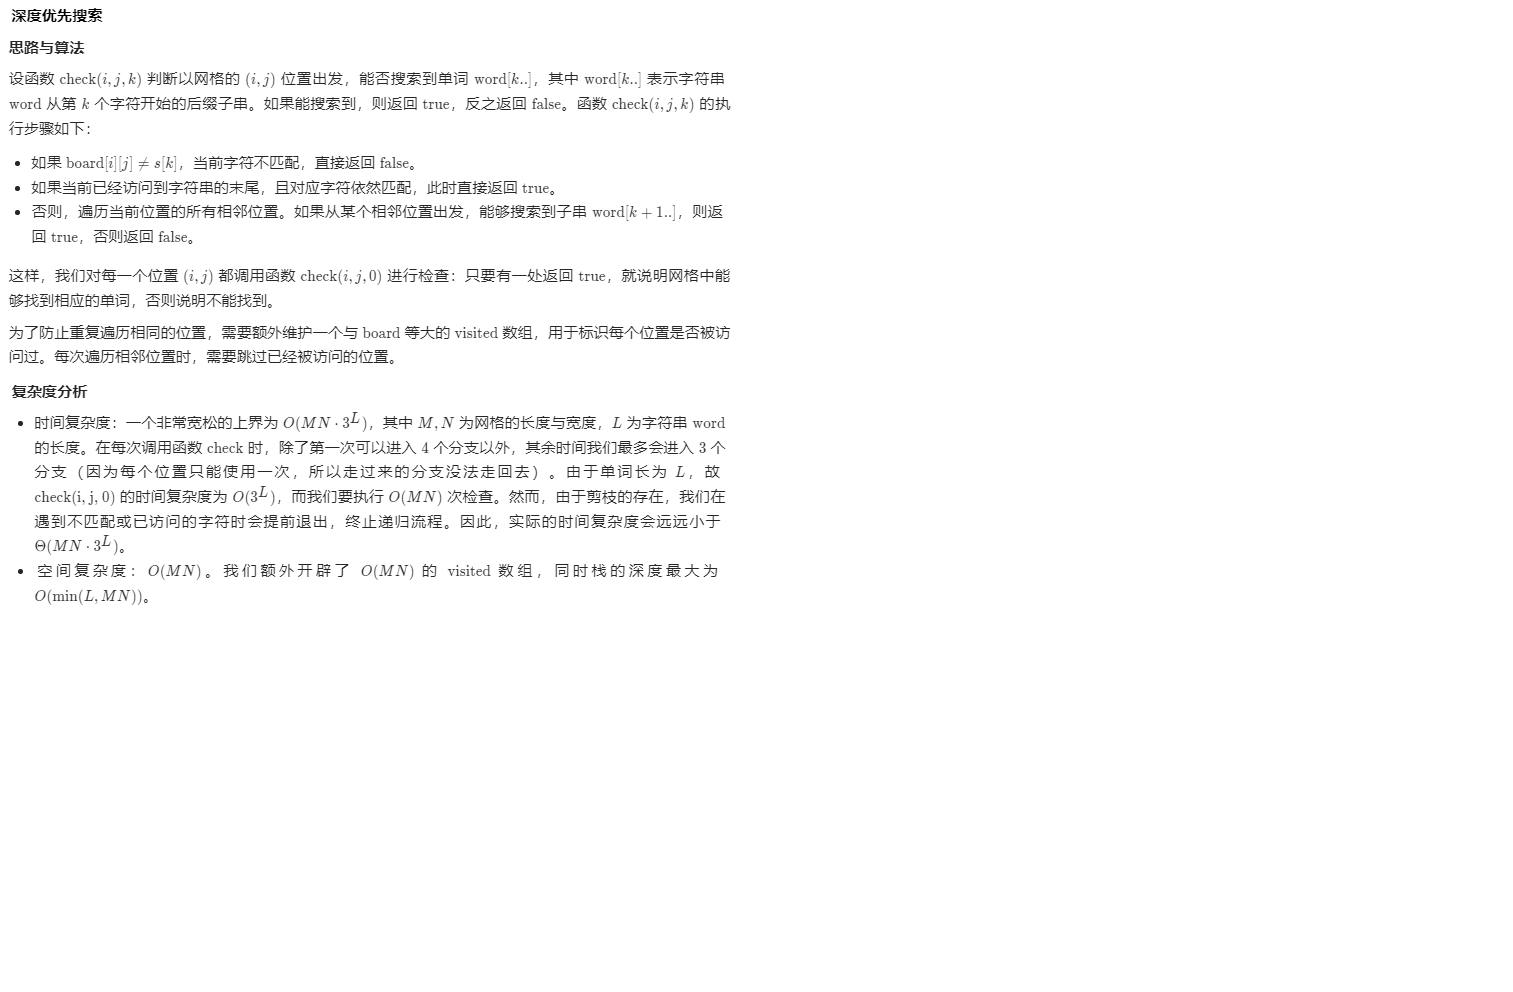 深度优先搜索
思路与算法
设函数 check(i, j, k) 判断以网格的 (i, j) 位置出发，能否搜索到单词 word[k..]，其中 word[k..] 表示字符串
word 从第 k 个字符开始的后缀子串。如果能搜索到，则返回 true，反之返回 false。函数 check(i, j, k) 的执
行步骤如下：
• 如果 board[i][j] ≠ s[k]，当前字符不匹配，直接返回 false。
• 如果当前已经访问到字符串的末尾，且对应字符依然匹配，此时直接返回 true。
• 否则，遍历当前位置的所有相邻位置。如果从某个相邻位置出发，能够搜索到子串 word[k + 1..]，则返
回 true，否则返回 false。
这样，我们对每一个位置 (i, j) 都调用函数 check(i, j, 0) 进行检查：只要有一处返回 true，就说明网格中能
够找到相应的单词，否则说明不能找到。
为了防止重复遍历相同的位置，需要额外维护一个与 board 等大的 visited 数组，用于标识每个位置是否被访
问过。每次遍历相邻位置时，需要跳过已经被访问的位置。
复杂度分析
• 时间复杂度：一个非常宽松的上界为 O(MN · 3^L)，其中 M, N 为网格的长度与宽度，L 为字符串 word
的长度。在每次调用函数 check 时，除了第一次可以进入 4 个分支以外，其余时间我们最多会进入 3 个
分支（因为每个位置只能使用一次，所以走过来的分支没法走回去）。由于单词长为 L，故
check(i, j, 0) 的时间复杂度为 O(3^L)，而我们要执行 O(MN) 次检查。然而，由于剪枝的存在，我们在
遇到不匹配或已访问的字符时会提前退出，终止递归流程。因此，实际的时间复杂度会远远小于
Θ(MN · 3^L)。
• 空间复杂度：O(MN)。我们额外开辟了 O(MN) 的 visited 数组，同时栈的深度最大为
O(min(L, MN))。